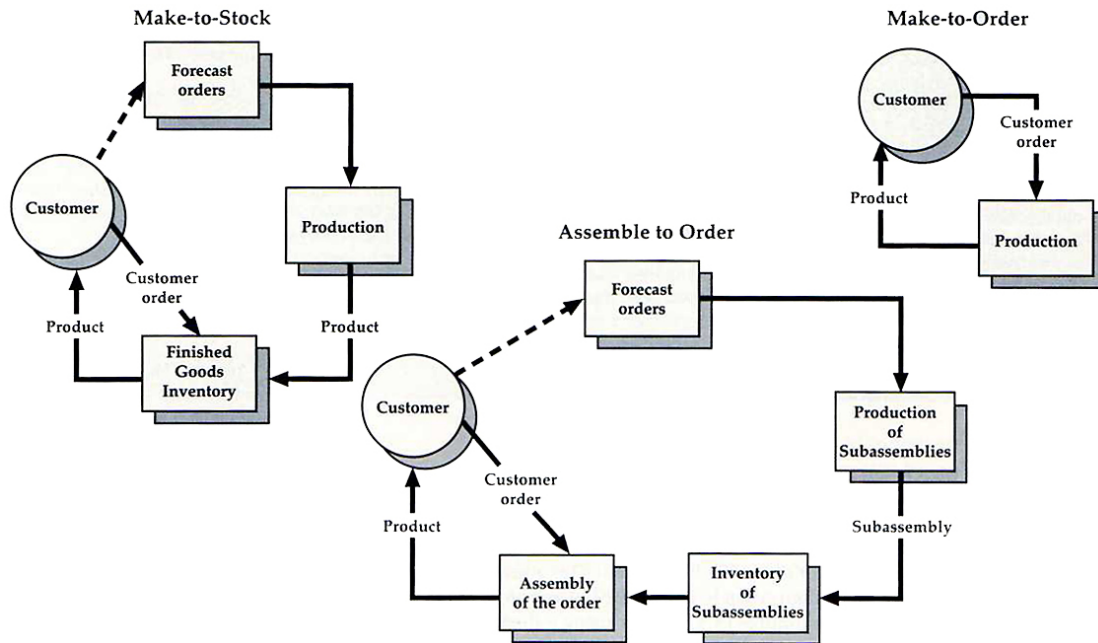 Make-to-Stock
Forecast
orders
Customer
Production
Customer
order
Product
Product
Finished
Goods
Inventory
Make-to-Order
Customer
Customer
order
Product
Production
Assemble to Order
Forecast
orders
Customer
Production
of
Subassemblies
Customer
order
Product
Subassembly
Assembly
of the order
Inventory
of
Subassemblies